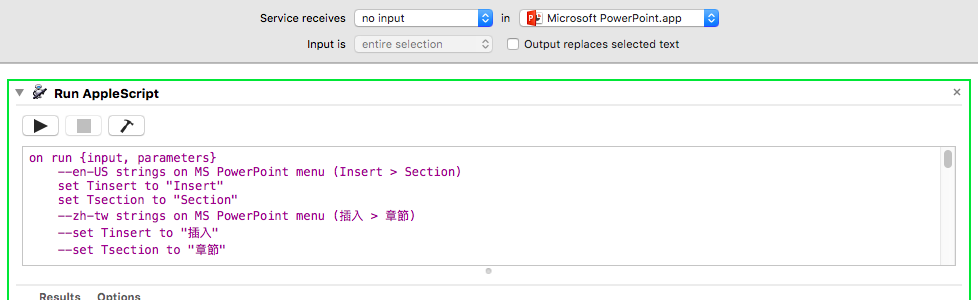 Service receives no input in Microsoft PowerPoint.app
Input is entire selection Output replaces selected text
Run AppleScript
on run {input, parameters}
--en-US strings on MS PowerPoint menu (Insert > Section)
set Tinsert to "Insert"
set Tsection to "Section"
--zh-tw strings on MS PowerPoint menu (插入 > 章節)
--set Tinsert to "插入"
--set Tsection to "章節"
Results Options